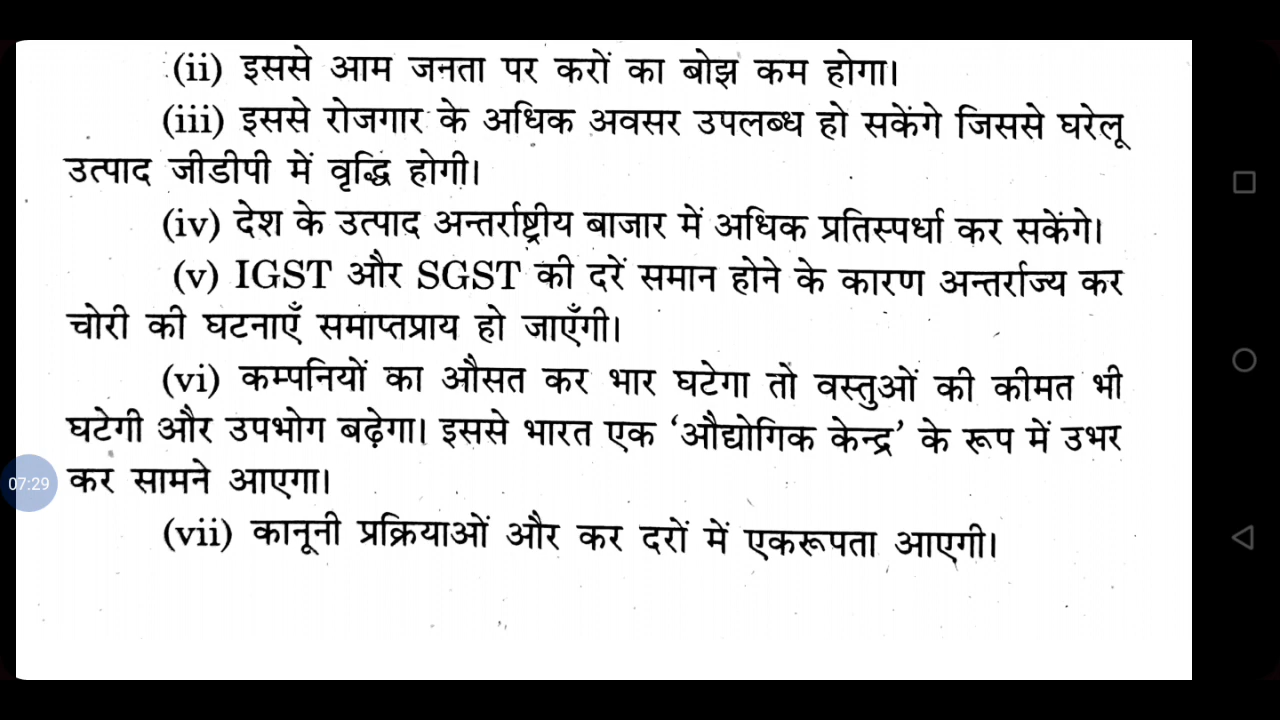 (ii) इससे आम जनता पर करों का बोझ कम होगा।
(iii) इससे रोजगार के अधिक अवसर उपलब्ध हो सकेंगे जिससे घरेलू
उत्पाद जीडीपी में वृद्धि होगी।
(iv) देश के उत्पाद अन्तर्राष्ट्रीय बाजार में अधिक प्रतिस्पर्धा कर सकेंगे।
(v) IGST और SGST की दरें समान होने के कारण अन्तर्राज्य कर
चोरी की घटनाएँ समाप्तप्राय हो जाएँगी।
(vi) कम्पनियों का औसत कर भार घटेगा तो वस्तुओं की कीमत भी
घटेगी और उपभोग बढ़ेगा। इससे भारत एक ‘औद्योगिक केन्द्र’ के रूप में उभर
07:29
कर सामने आएगा।
(vii) कानूनी प्रक्रियाओं और कर दरों में एकरूपता आएगी।